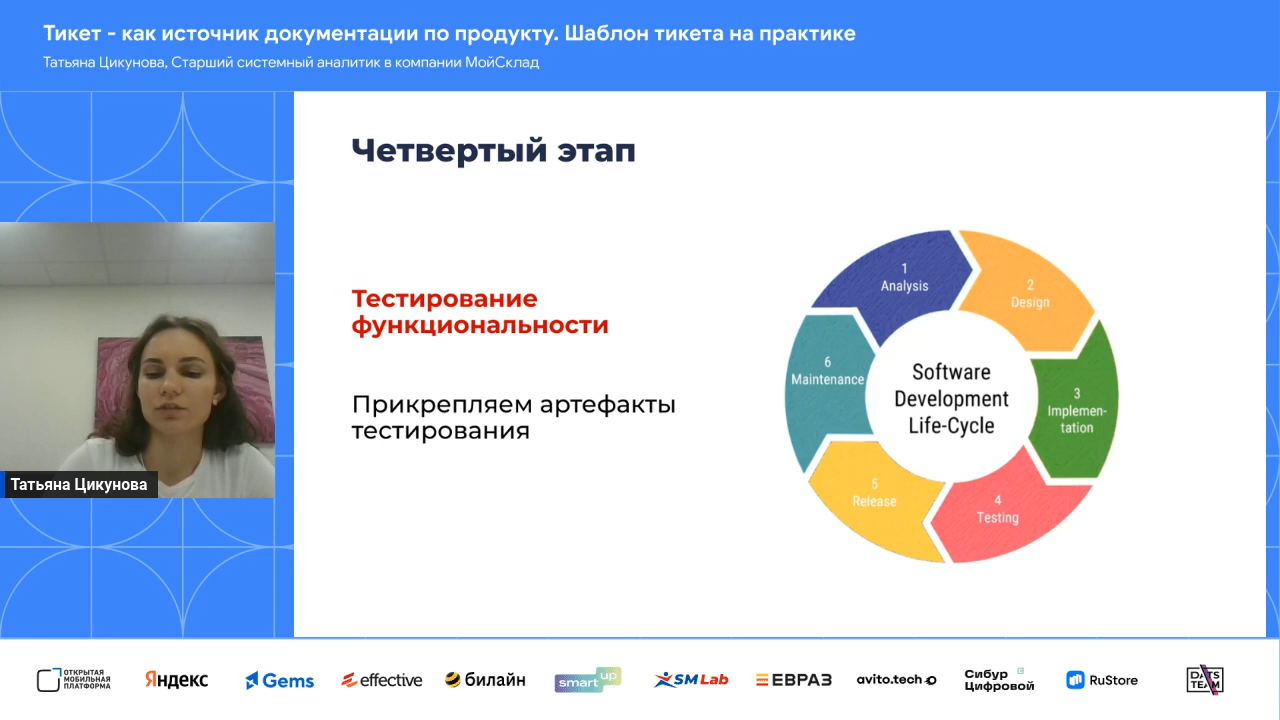 Тикет - как источник документации по продукту. Шаблон тикета на практике
Татьяна Цикунова, Старший системный аналитик в компании МойСклад
Четвертый этап
Тестирование
функциональности
Прикрепляем артефакты
тестирования
1
Analysis
2
Design
3
Implemen-
tation
4
Testing
5
Release
6
Maintenance
Software
Development
Life-Cycle
Татьяна Цикунова
ОТКРЫТАЯ
МОБИЛЬНАЯ
ПЛАТФОРМА
Яндекс
Gems
effective
билайн
smart up
SM Lab
ЕВРАЗ
avito.tech
Сибур
Цифровой
RuStore
DATS
TEAM